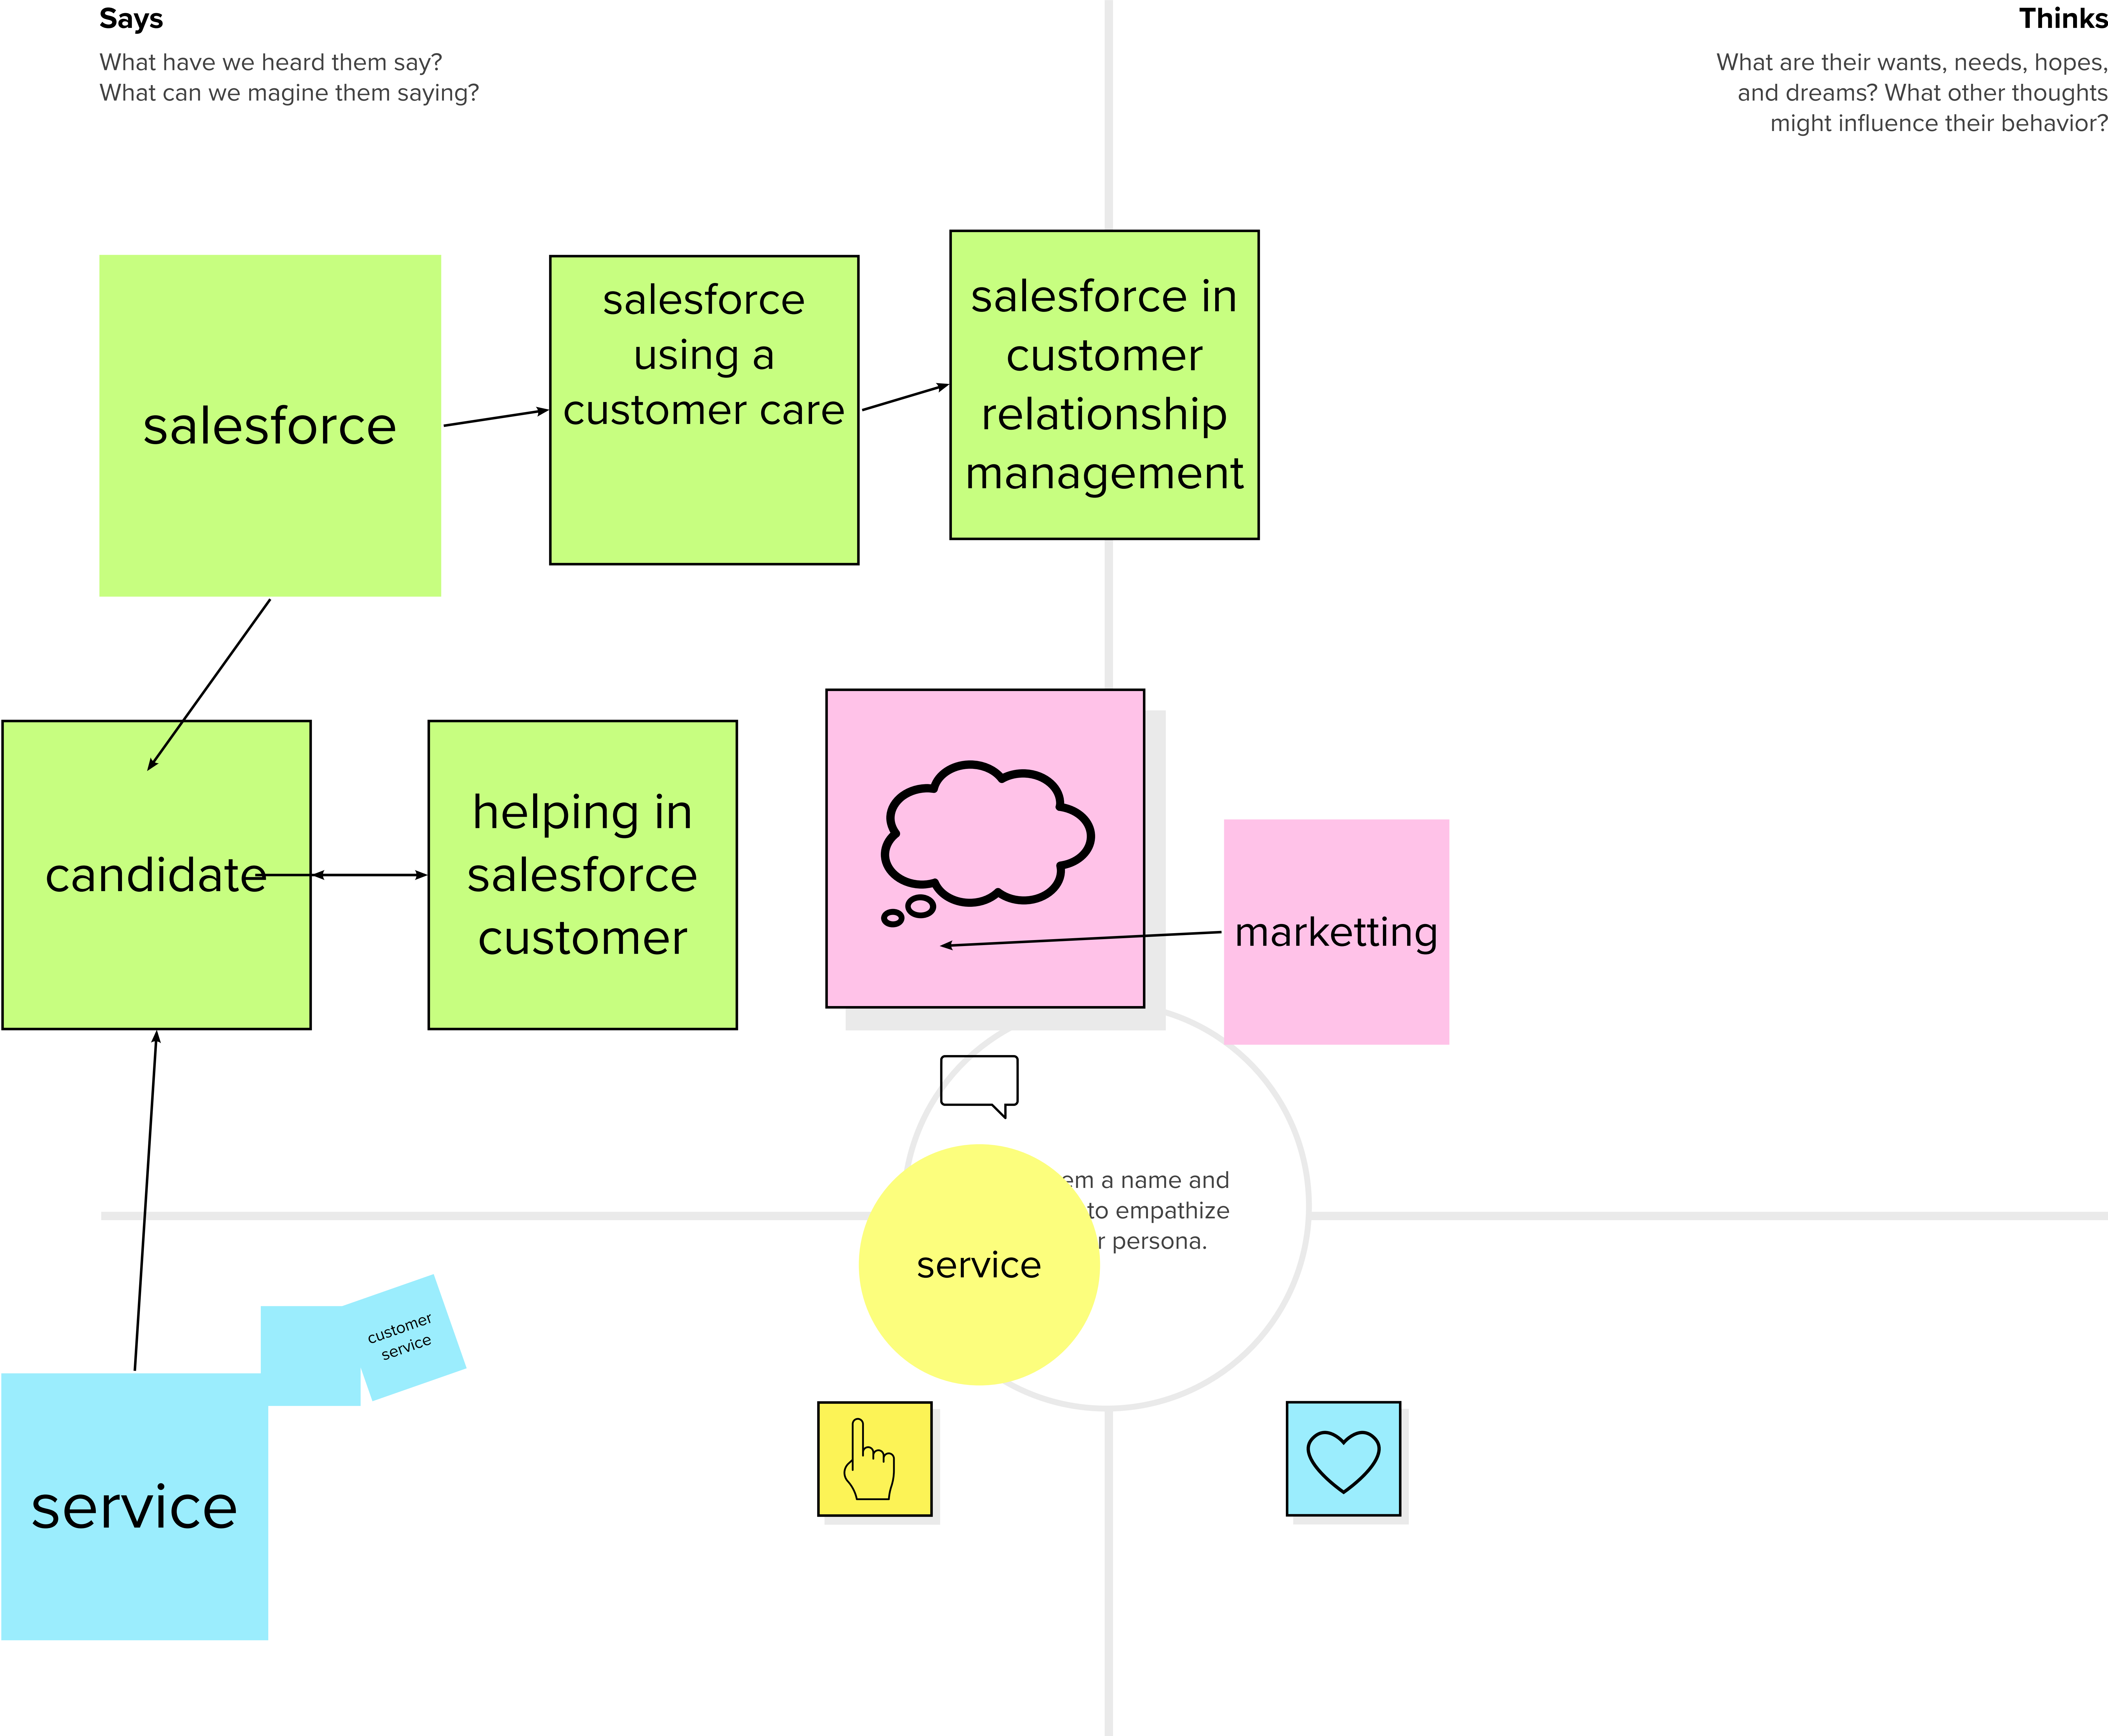 Says
What have we heard them say?
What can we magine them saying?
Thinks
What are their wants, needs, hopes,
and dreams? What other thoughts
might influence their behavior?
salesforce
salesforce
using a
customer care
salesforce in
customer
relationship
management
candidate
helping in
salesforce
customer
marketting
a name and
to empathize
persona.
service
customer
service
service